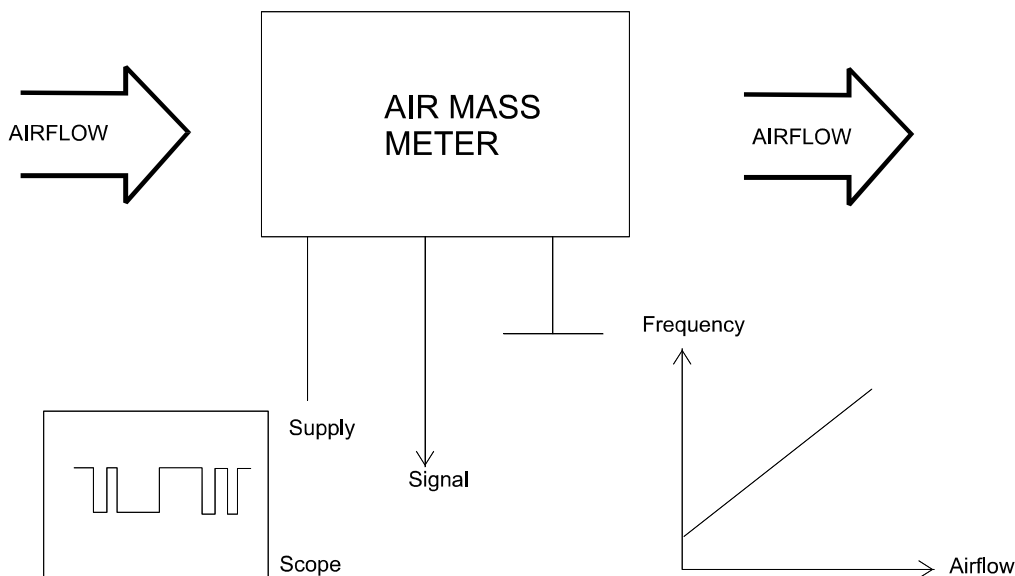 AIR MASS
METER
AIRFLOW
AIRFLOW
Frequency
Supply
Signal
Scope
Airflow